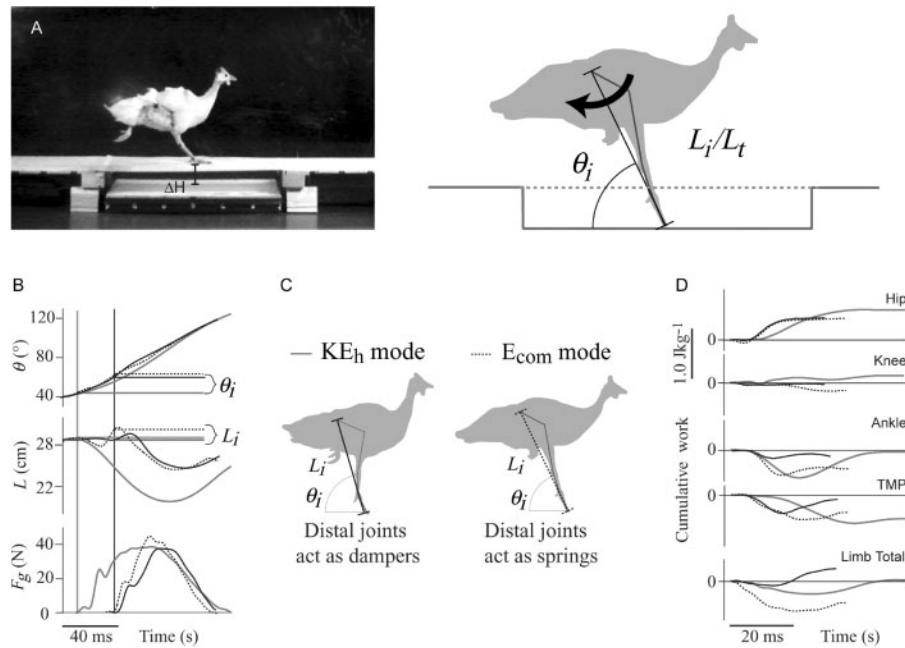 A
ΔH
θi
Li/Lt
B
120
80
40
θ (°)
θi
28
22
L (cm)
Li
40
20
0
Fg (N)
40 ms
Time (s)
C
KEh mode
Ecom mode
Li
θi
Li
θi
Distal joints
act as dampers
Distal joints
act as springs
D
Hip
0
1.0 Jkg-1
Knee
0
Ankle
0
TMP
0
Cumulative work
Limb Total
0
20 ms
Time (s)